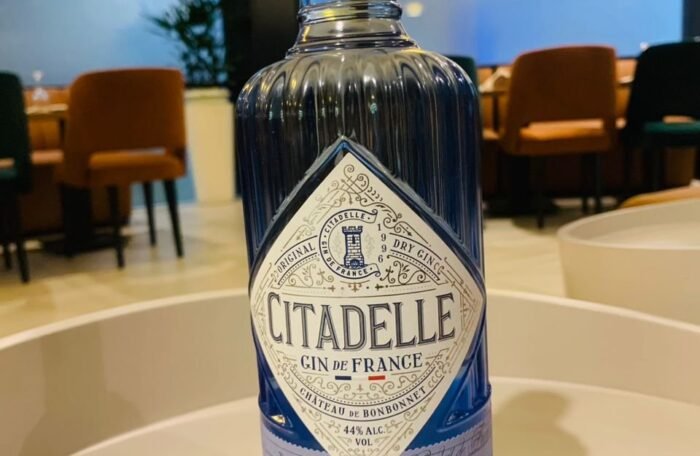 CITADELLE
1996
GIN DE FRANCE
ORIGINAL DRY GIN
CITADELLE
GIN DE FRANCE
CHÂTEAU DE BONBONNET
44% ALC.
VOL